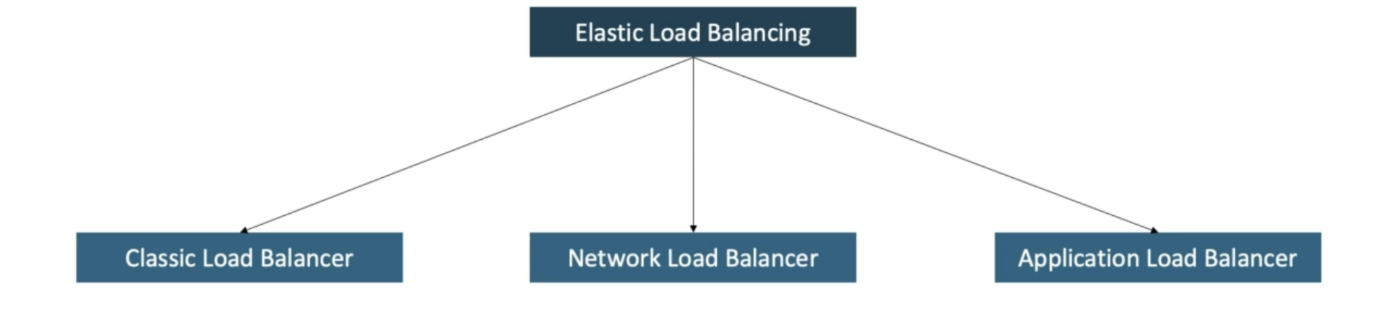 Elastic Load Balancing
Classic Load Balancer
Network Load Balancer
Application Load Balancer